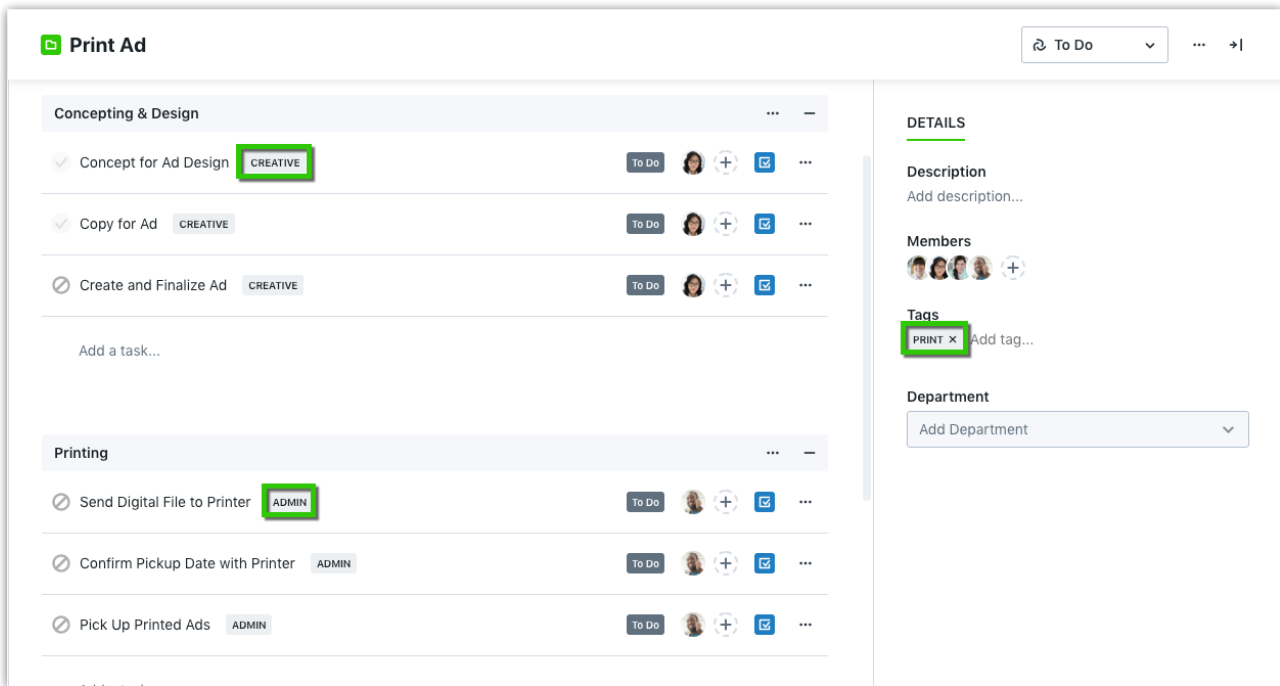 Print Ad
To Do
Concepting & Design
Concept for Ad Design CREATIVE To Do
Copy for Ad CREATIVE To Do
Create and Finalize Ad CREATIVE To Do
Add a task...
Printing
Send Digital File to Printer ADMIN To Do
Confirm Pickup Date with Printer ADMIN To Do
Pick Up Printed Ads ADMIN To Do
DETAILS
Description
Add description...
Members
Tags
PRINT × Add tag...
Department
Add Department